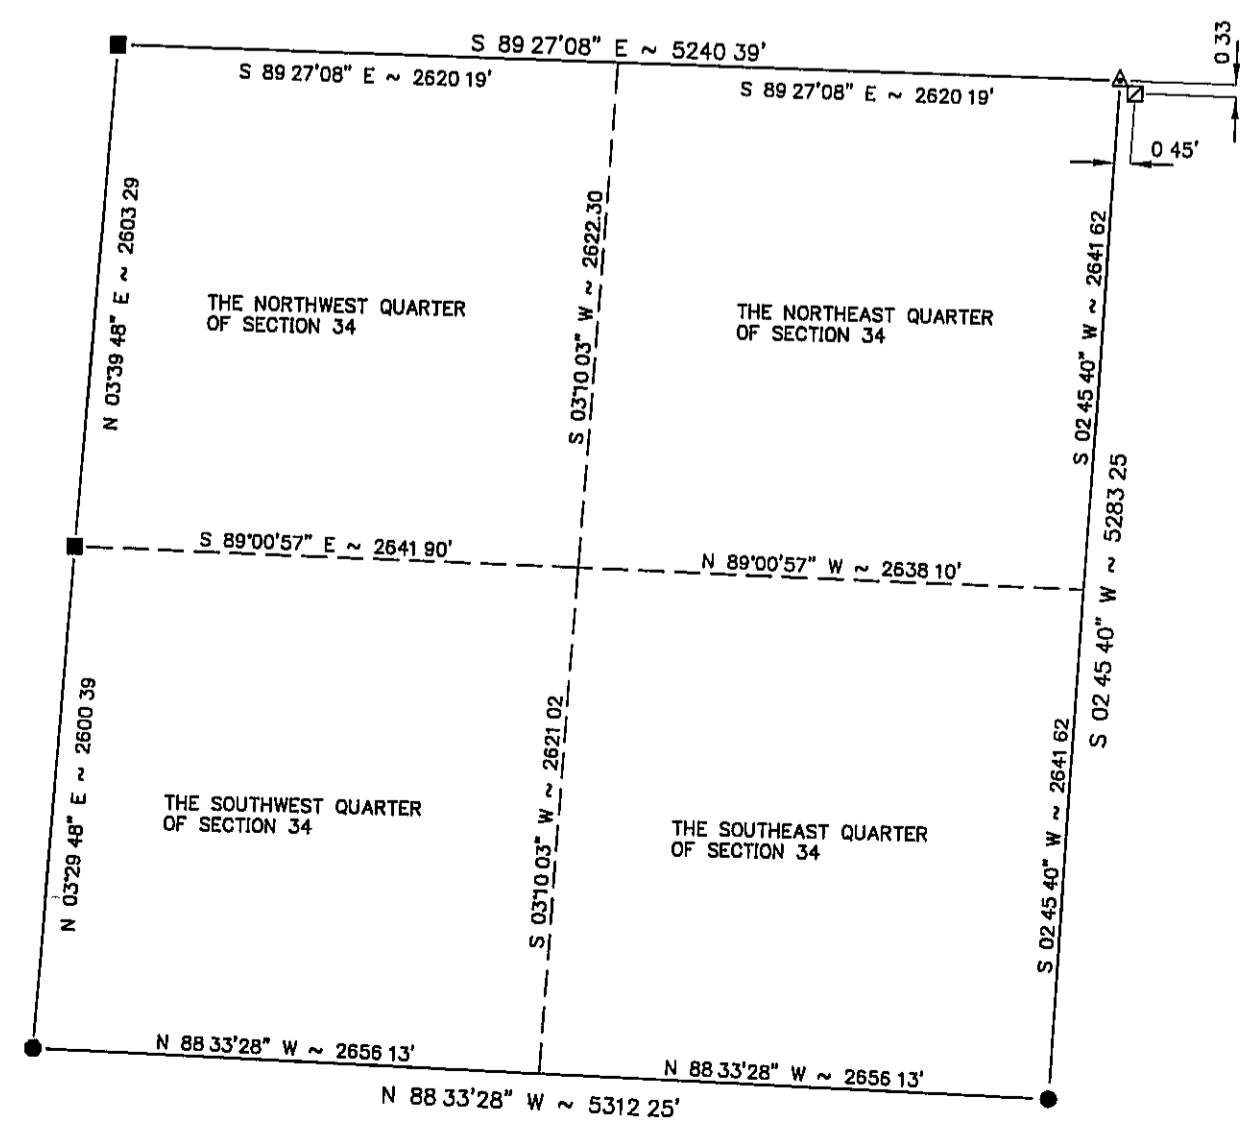 S 89 27'08" E ~ 5240 39'
S 89 27'08" E ~ 2620 19'
S 89 27'08" E ~ 2620 19'
0 33
0 45'
N 03°39 48" E ~ 2603 29
S 03°10 03" W ~ 2622.30
S 02 45 40" W ~ 2641 62
THE NORTHWEST QUARTER
OF SECTION 34
THE NORTHEAST QUARTER
OF SECTION 34
S 02 45 40" W ~ 5283 25
S 89°00'57" E ~ 2641 90'
N 89°00'57" W ~ 2638 10'
N 03°29 48" E ~ 2600 39
S 03°10 03" W ~ 2621 02
S 02 45 40" W ~ 2641 62
THE SOUTHWEST QUARTER
OF SECTION 34
THE SOUTHEAST QUARTER
OF SECTION 34
N 88 33'28" W ~ 2656 13'
N 88 33'28" W ~ 2656 13'
N 88 33'28" W ~ 5312 25'